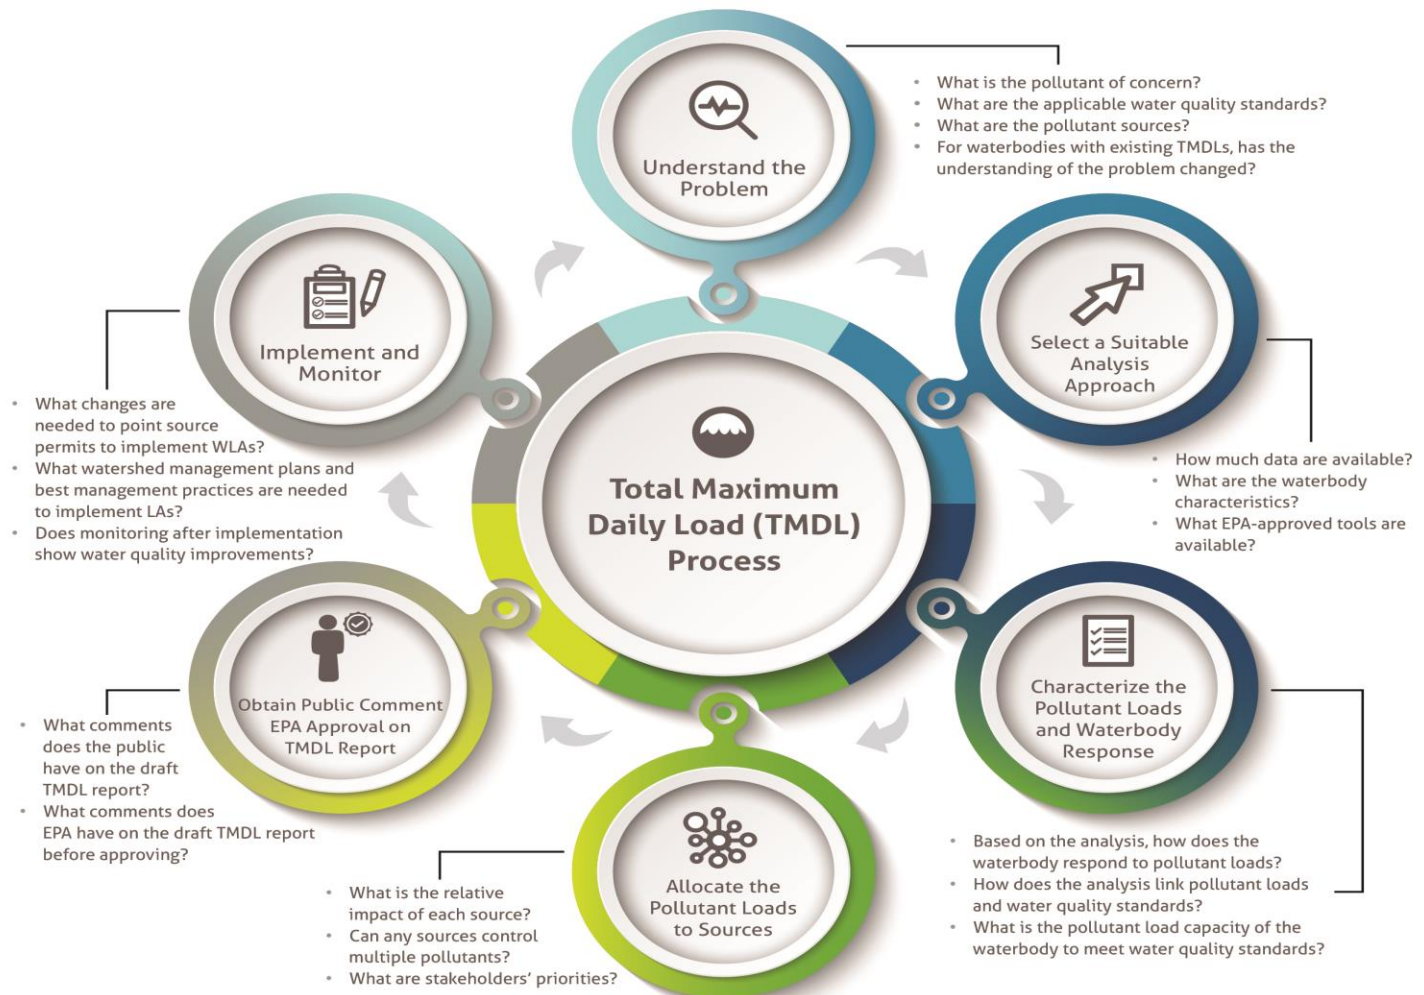 Understand the
Problem
• What is the pollutant of concern?
• What are the applicable water quality standards?
• What are the pollutant sources?
• For waterbodies with existing TMDLs, has the
understanding of the problem changed?
Select a Suitable
Analysis
Approach
• How much data are available?
• What are the waterbody
characteristics?
• What EPA-approved tools are
available?
Characterize the
Pollutant Loads
and Waterbody
Response
• Based on the analysis, how does the
waterbody respond to pollutant loads?
• How does the analysis link pollutant loads
and water quality standards?
• What is the pollutant load capacity of the
waterbody to meet water quality standards?
Allocate the
Pollutant Loads
to Sources
• What is the relative
impact of each source?
• Can any sources control
multiple pollutants?
• What are stakeholders' priorities?
Obtain Public Comment
EPA Approval on
TMDL Report
• What comments
does the public
have on the draft
TMDL report?
• What comments does
EPA have on the draft TMDL report
before approving?
Implement and
Monitor
• What changes are
needed to point source
permits to implement WLAs?
• What watershed management plans and
best management practices are needed
to implement LAs?
• Does monitoring after implementation
show water quality improvements?
Total Maximum
Daily Load (TMDL)
Process